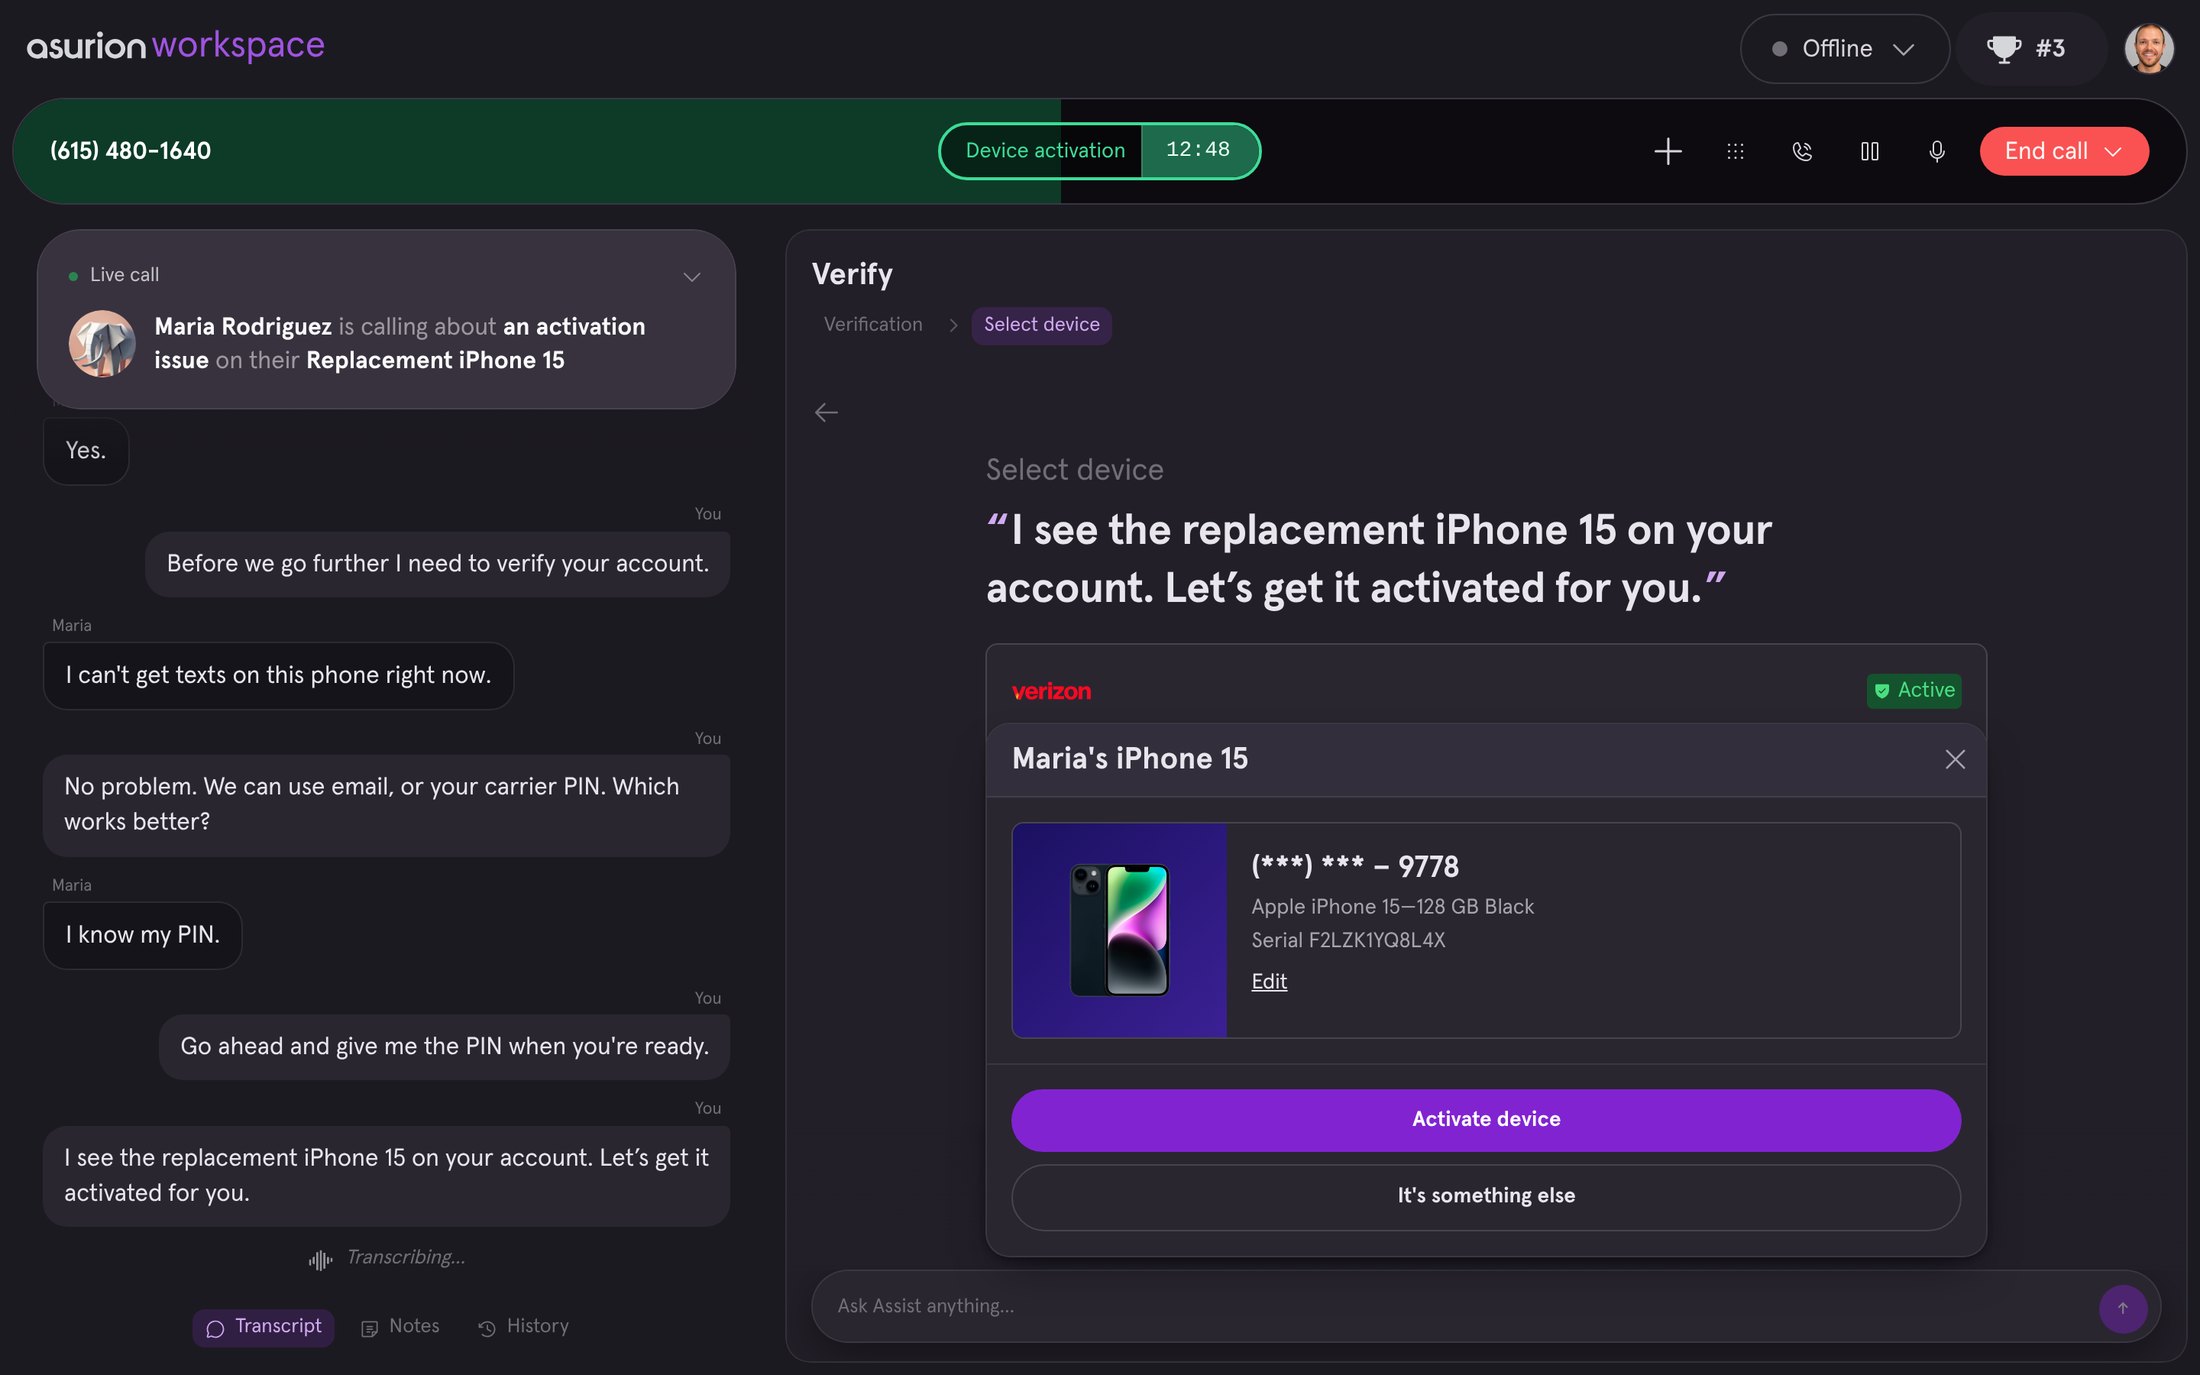 asurion workspace
Offline
#3
(615) 480-1640
Device activation
12:48
End call
Live call
Maria Rodriguez is calling about an activation
issue on their Replacement iPhone 15
Yes.
You
Before we go further I need to verify your account.
Maria
I can't get texts on this phone right now.
You
No problem. We can use email, or your carrier PIN. Which
works better?
Maria
I know my PIN.
You
Go ahead and give me the PIN when you're ready.
You
I see the replacement iPhone 15 on your account. Let’s get it
activated for you.
Transcribing...
Transcript
Notes
History
Verify
Verification
Select device
Select device
“I see the replacement iPhone 15 on your
account. Let’s get it activated for you.”
verizon
Active
Maria's iPhone 15
(***) *** – 9778
Apple iPhone 15—128 GB Black
Serial F2LZK1YQ8L4X
Edit
Activate device
It's something else
Ask Assist anything...